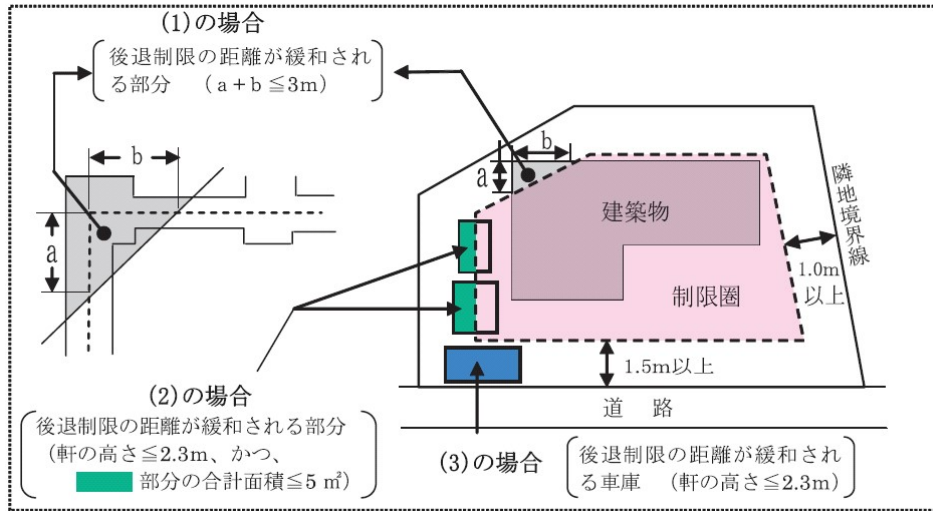 (1)の場合
後退制限の距離が緩和され
る部分 （a＋b≦3m）
b
a
b
a
建築物
隣地境界線
1.0m
以上
制限圏
1.5m以上
道 路
(2)の場合
後退制限の距離が緩和される部分
（軒の高さ≦2.3m、かつ、
部分の合計面積≦5㎡）
(3)の場合
後退制限の距離が緩和され
る車庫 （軒の高さ≦2.3m）